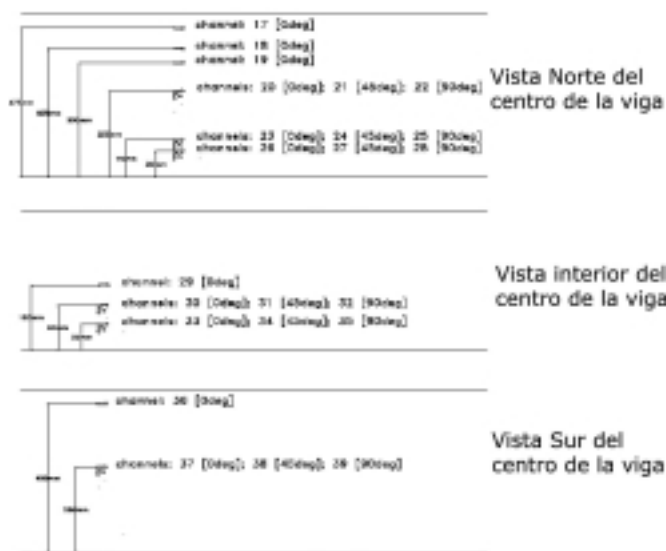 channel: 17 [0deg]
channel: 18 [0deg]
channel: 19 [0deg]
channels: 20 [0deg]; 21 [45deg]; 22 [90deg]
Vista Norte del
centro de la viga
channels: 23 [0deg]; 24 [45deg]; 25 [90deg]
channels: 26 [0deg]; 27 [45deg]; 28 [90deg]
channel: 29 [0deg]
channels: 30 [0deg]; 31 [45deg]; 32 [90deg]
channels: 33 [0deg]; 34 [45deg]; 35 [90deg]
Vista interior del
centro de la viga
channel: 36 [0deg]
channels: 37 [0deg]; 38 [45deg]; 39 [90deg]
Vista Sur del
centro de la viga